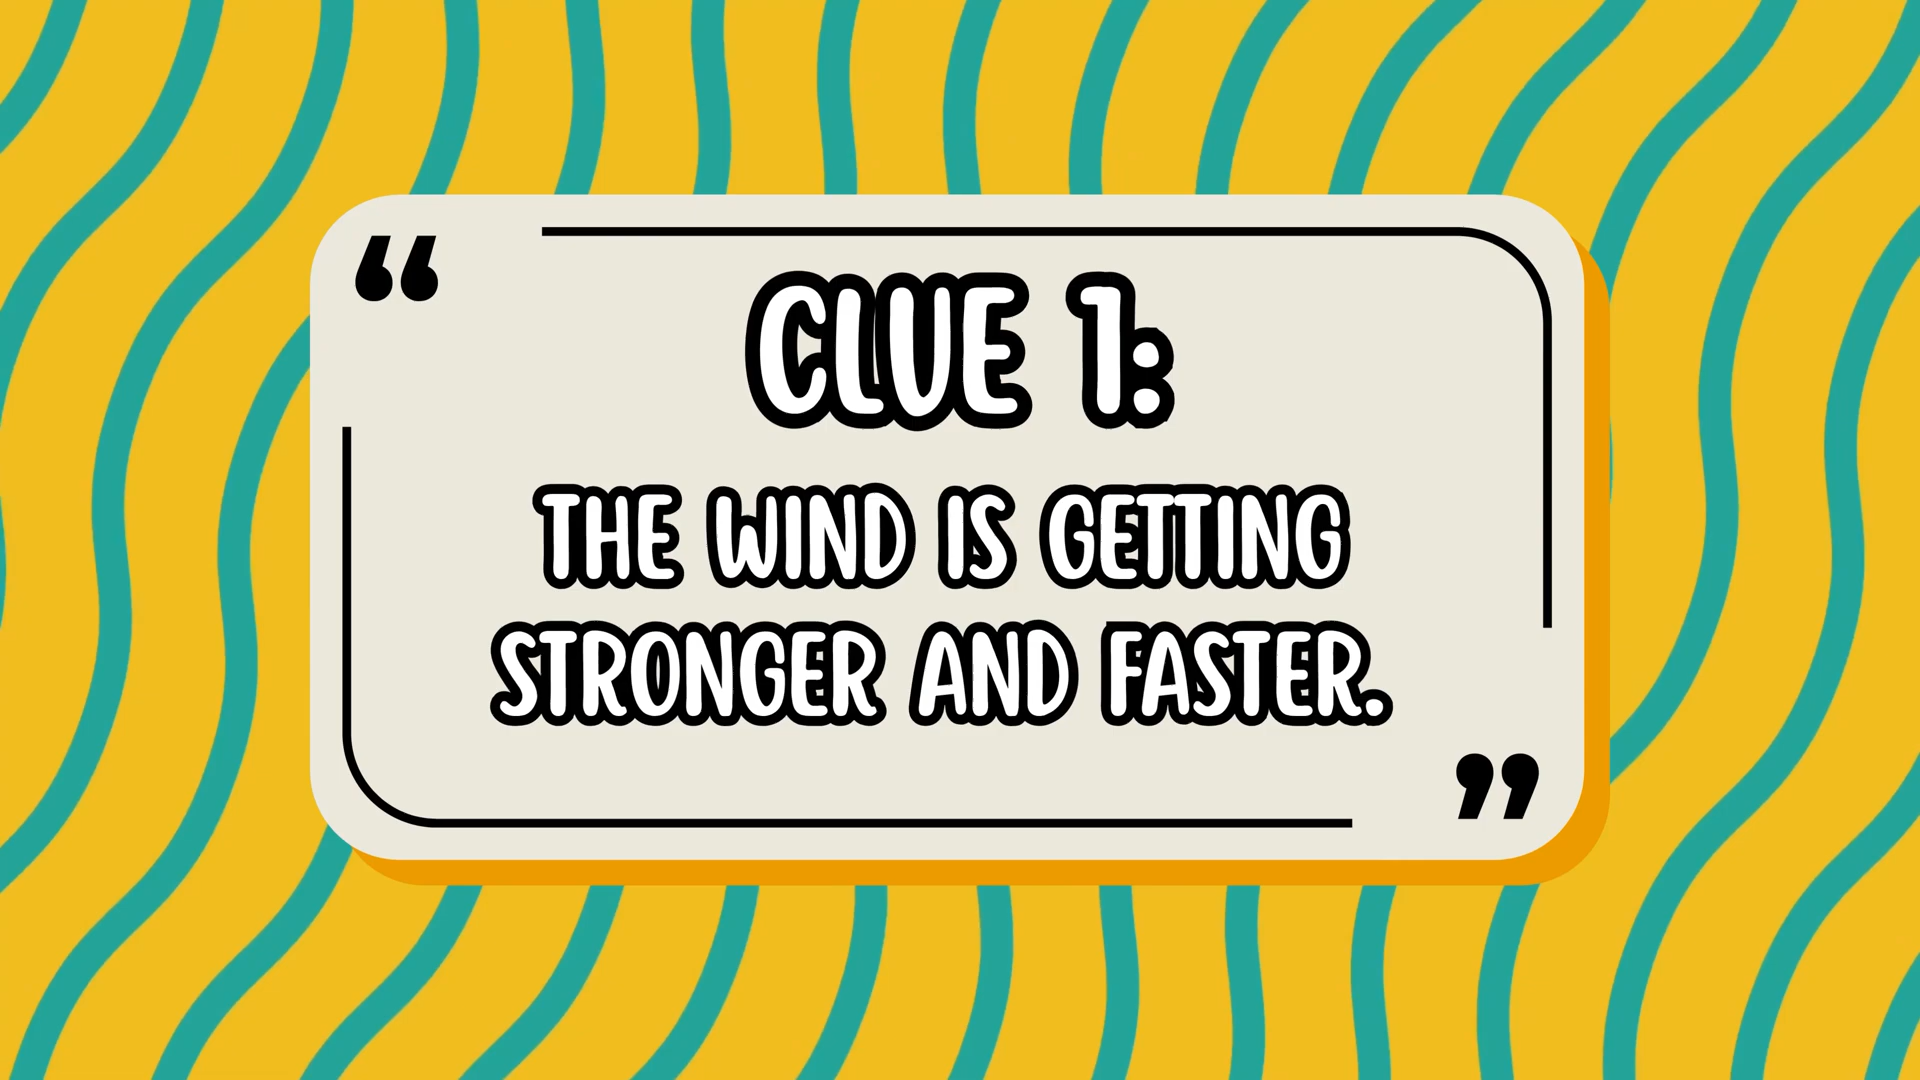 “
CLUE 1:
THE WIND IS GETTING
STRONGER AND FASTER.
”